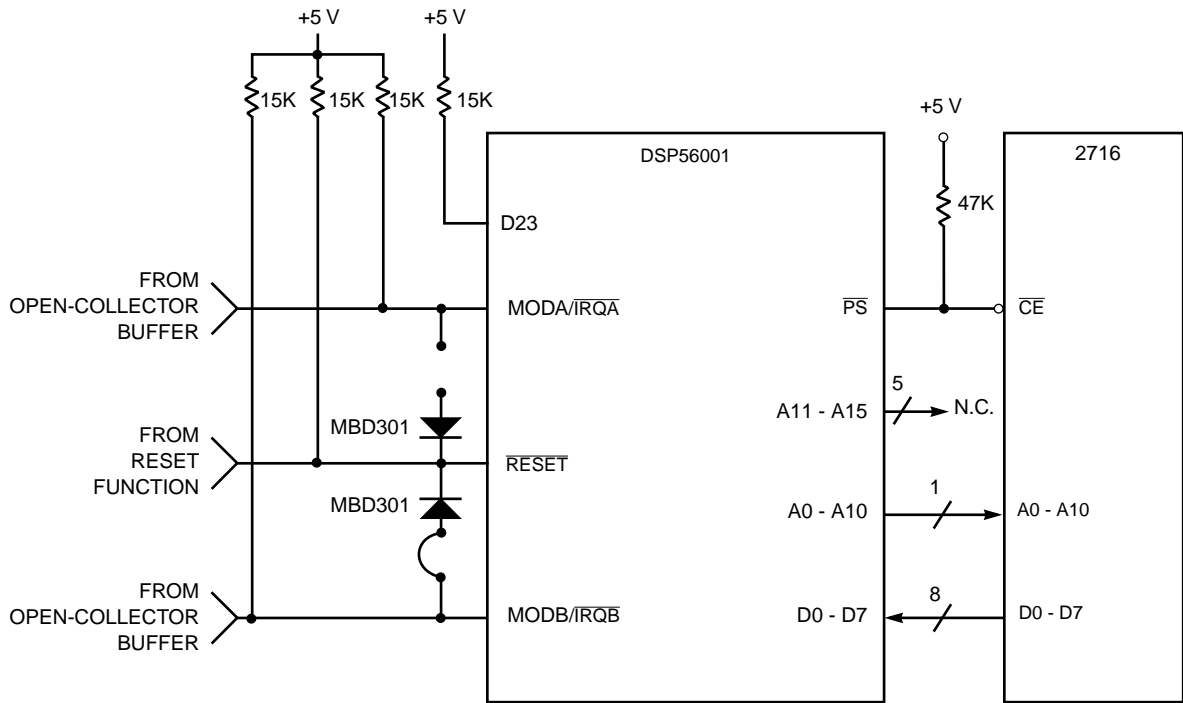 +5 V
+5 V
15K
15K
15K
15K
+5 V
DSP56001
2716
47K
D23
FROM
OPEN-COLLECTOR
BUFFER
MODA/IRQA
PS
CE
5
A11 - A15
N.C.
MBD301
FROM
RESET
FUNCTION
RESET
MBD301
1
A0 - A10
A0 - A10
FROM
OPEN-COLLECTOR
BUFFER
MODB/IRQB
8
D0 - D7
D0 - D7